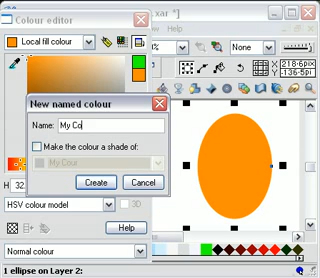 Colour editor
.xar *]
Local fill colour
None
218-6pix
-136-5pi
New named colour
Name: My Co
Make the colour a shade of:
My Cour
Create Cancel
H 32.
HSV colour model 3D
Help
Normal colour
1 ellipse on Layer 2: